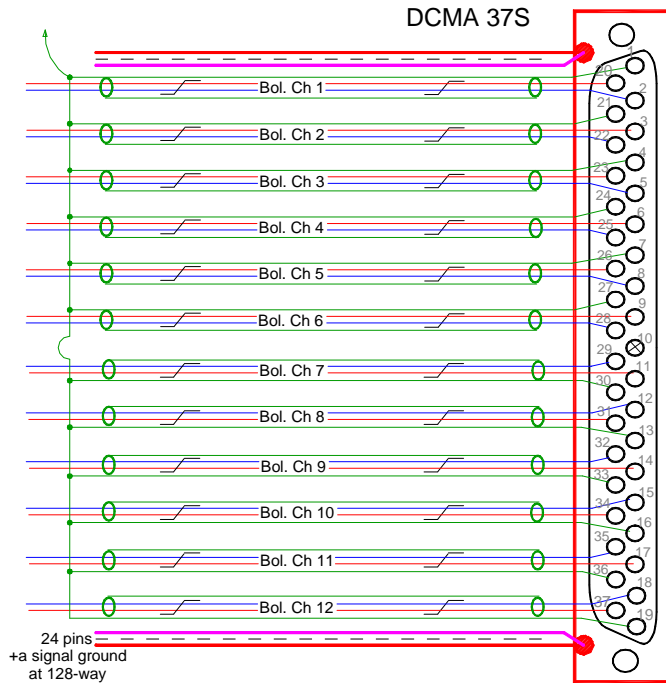 DCMA 37S
1
20
Bol. Ch 1
2
21
3
Bol. Ch 2
22
4
23
Bol. Ch 3
5
24
6
Bol. Ch 4
25
7
26
Bol. Ch 5
8
27
9
Bol. Ch 6
28
10
29
11
Bol. Ch 7
30
12
31
Bol. Ch 8
13
32
14
Bol. Ch 9
33
15
34
Bol. Ch 10
16
35
17
Bol. Ch 11
36
18
37
Bol. Ch 12
19
24 pins
+a signal ground
at 128-way